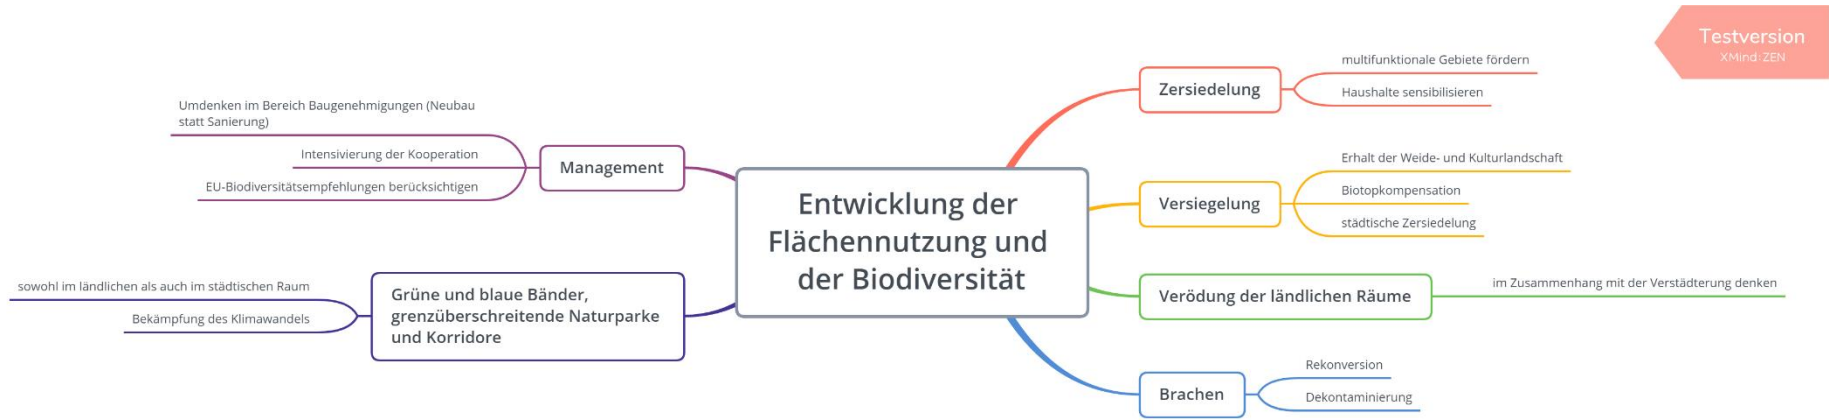 Testversion
XMind:ZEN
Entwicklung der
Flächennutzung und
der Biodiversität
Zersiedelung
multifunktionale Gebiete fördern
Haushalte sensibilisieren
Versiegelung
Erhalt der Weide- und Kulturlandschaft
Biotopkompensation
städtische Zersiedelung
Verödung der ländlichen Räume
im Zusammenhang mit der Verstädterung denken
Brachen
Rekonversion
Dekontaminierung
Management
Umdenken im Bereich Baugenehmigungen (Neubau
statt Sanierung)
Intensivierung der Kooperation
EU-Biodiversitätsempfehlungen berücksichtigen
Grüne und blaue Bänder,
grenzüberschreitende Naturparke
und Korridore
sowohl im ländlichen als auch im städtischen Raum
Bekämpfung des Klimawandels